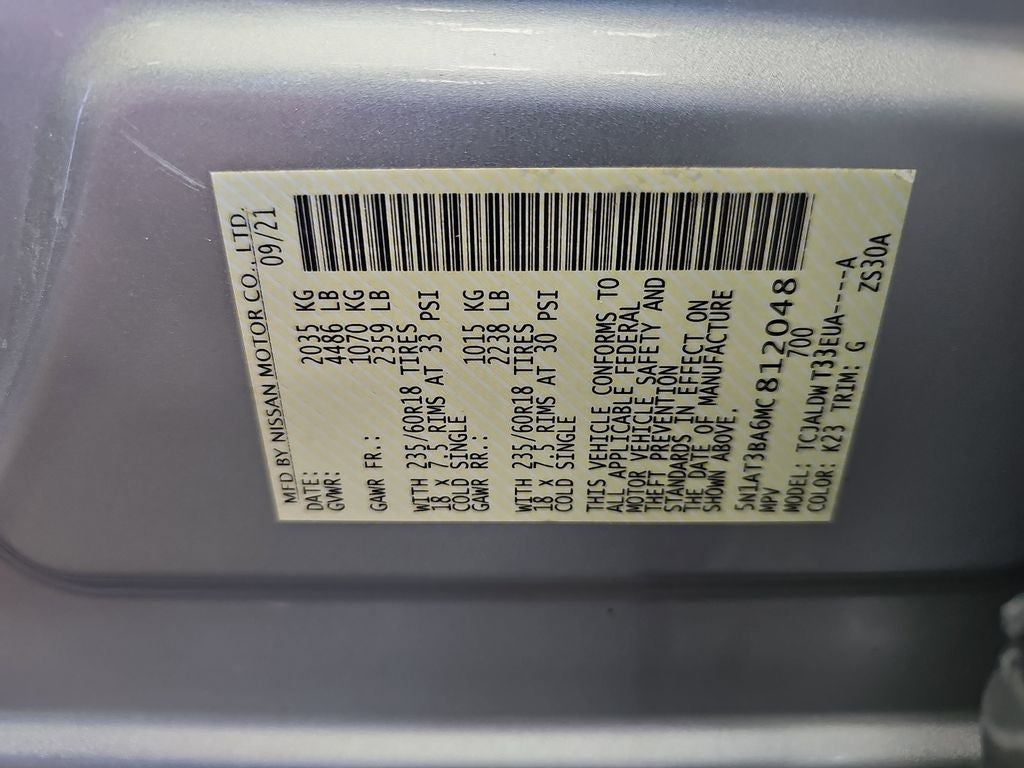 MFD BY NISSAN MOTOR CO., LTD.
DATE: 09/21
GVWR: 2035 KG
4486 LB
GAWR FR.: 1070 KG
2359 LB
WITH 235/60R18 TIRES
18 x 7.5 RIMS AT 33 PSI
COLD SINGLE
GAWR RR.: 1015 KG
2238 LB
WITH 235/60R18 TIRES
18 x 7.5 RIMS AT 30 PSI
COLD SINGLE
THIS VEHICLE CONFORMS TO
ALL APPLICABLE FEDERAL
MOTOR VEHICLE SAFETY AND
THEFT PREVENTION
STANDARDS IN EFFECT ON
THE DATE OF MANUFACTURE
SHOWN ABOVE.
5N1AT3BA6MC812048
MPV 700
MODEL: TCJALDWT33EUA----A
COLOR: K23 TRIM: G ZS30A